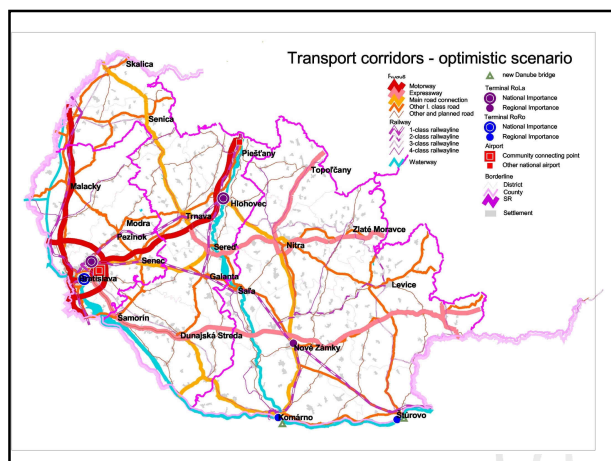 Transport corridors - optimistic scenario
Motorway
Expressway
Main road connection
Other I. class road
Other and planned road
Railway
1-class railwayline
2-class railwayline
3-class railwayline
4-class railwayline
Waterway
new Danube bridge
Terminal RoLa
National Importance
Regional Importance
Terminal RoRo
National Importance
Regional Importance
Airport
Community connecting point
Other national airport
Borderline
District
County
SR
Settlement
Skalica
Senica
Malacky
Piešťany
Topoľčany
Hlohovec
Modra
Trnava
Pezinok
Zlaté Moravce
Sereď
Nitra
Senec
Bratislava
Galanta
Šaľa
Levice
Šamorín
Dunajská Streda
Nové Zámky
Komárno
Štúrovo